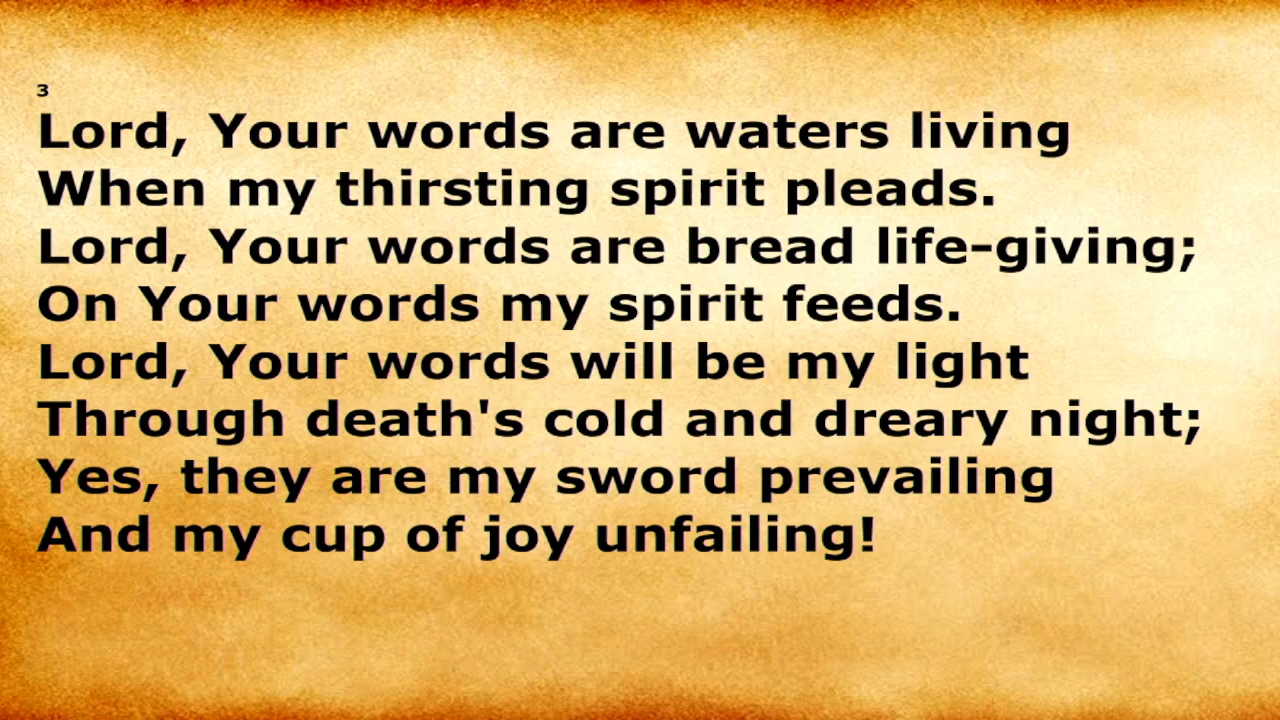 3
Lord, Your words are waters living
When my thirsting spirit pleads.
Lord, Your words are bread life-giving;
On Your words my spirit feeds.
Lord, Your words will be my light
Through death's cold and dreary night;
Yes, they are my sword prevailing
And my cup of joy unfailing!